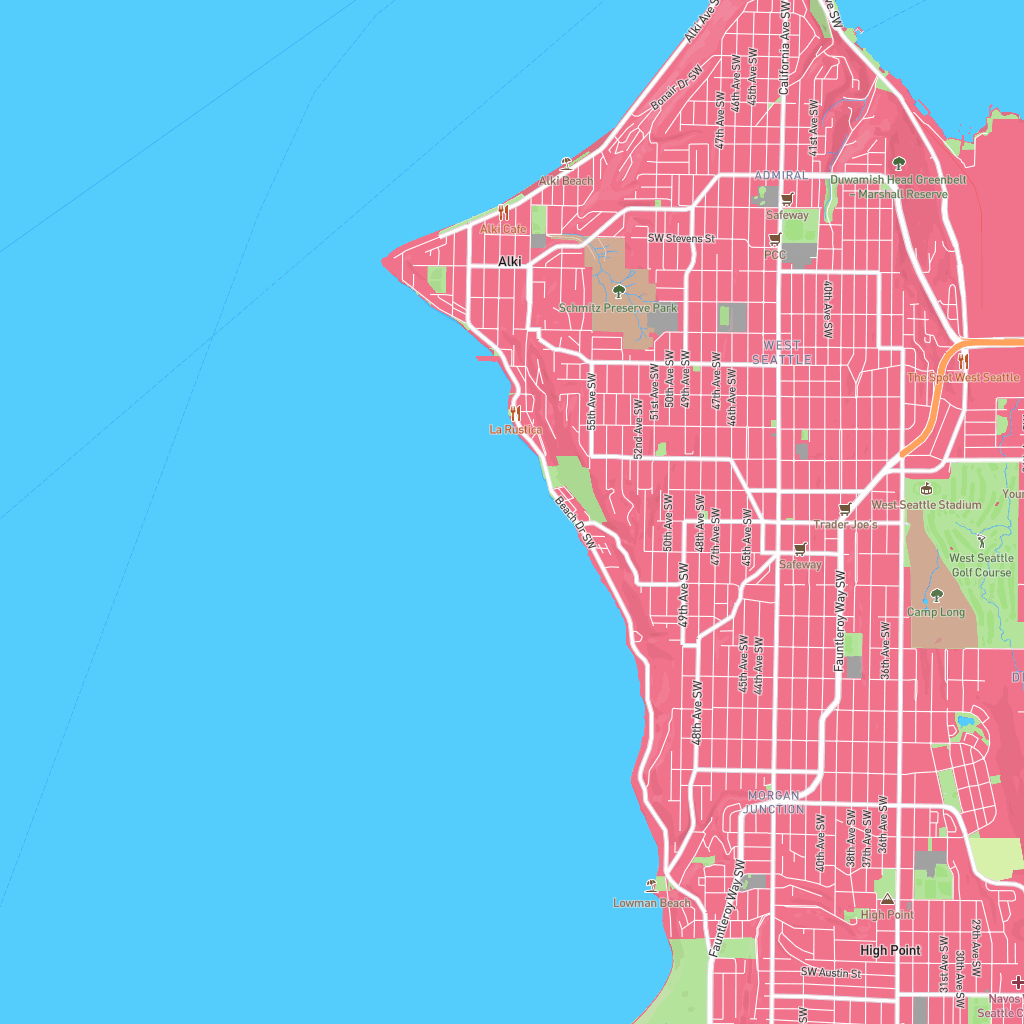 Alki Ave S
Ave SW
California Ave SW
Bonair Dr SW
46th Ave SW
45th Ave SW
47th Ave SW
41st Ave SW
Alki Beach
ADMIRAL
Duwamish Head Greenbelt
- Marshall Reserve
Safeway
Alki Cafe
SW Stevens St
PCC
Alki
40th Ave SW
Schmitz Preserve Park
WEST
SEATTLE
The Spot West Seattle
55th Ave SW
52nd Ave SW
51st Ave SW
50th Ave SW
49th Ave SW
47th Ave SW
46th Ave SW
La Rustica
West Seattle Stadium
Your
Beach Dr SW
50th Ave SW
48th Ave SW
47th Ave SW
45th Ave SW
Trader Joe's
Safeway
West Seattle
Golf Course
49th Ave SW
Fauntleroy Way SW
Camp Long
36th Ave SW
45th Ave SW
44th Ave SW
48th Ave SW
MORGAN
JUNCTION
40th Ave SW
38th Ave SW
37th Ave SW
36th Ave SW
Lowman Beach
Fauntleroy Way SW
High Point
High Point
SW Austin St
31st Ave SW
30th Ave SW
29th Ave SW
Navos
Seattle C
SW